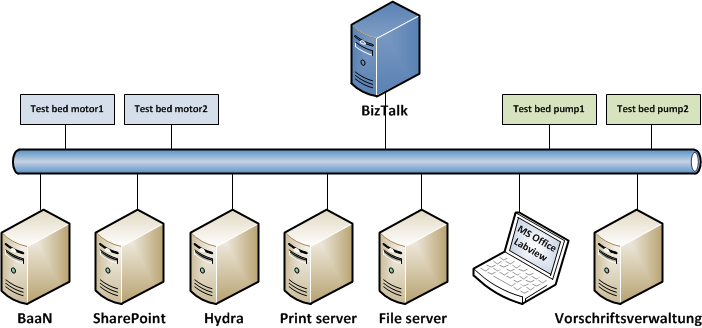 BizTalk
Test bed motor1
Test bed motor2
Test bed pump1
Test bed pump2
MS Office
Labview
BaaN
SharePoint
Hydra
Print server
File server
Vorschriftsverwaltung